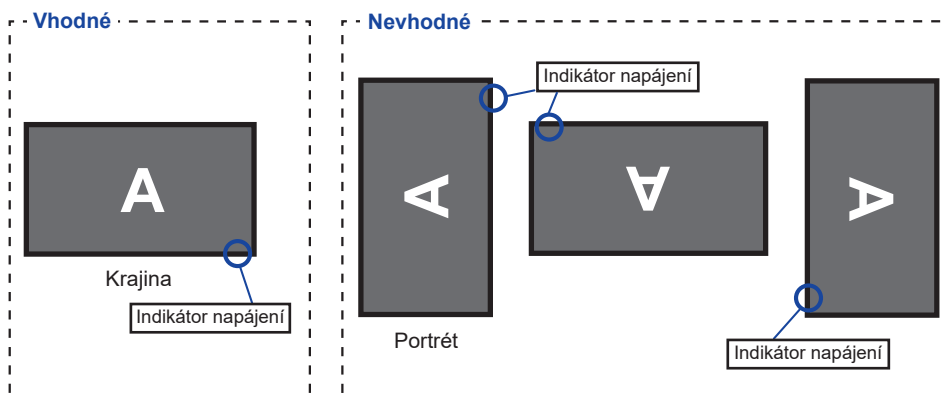 Vhodné
A
Krajina
Indikátor napájení
Nevhodné
Indikátor napájení
A
A
A
Portrét
Indikátor napájení